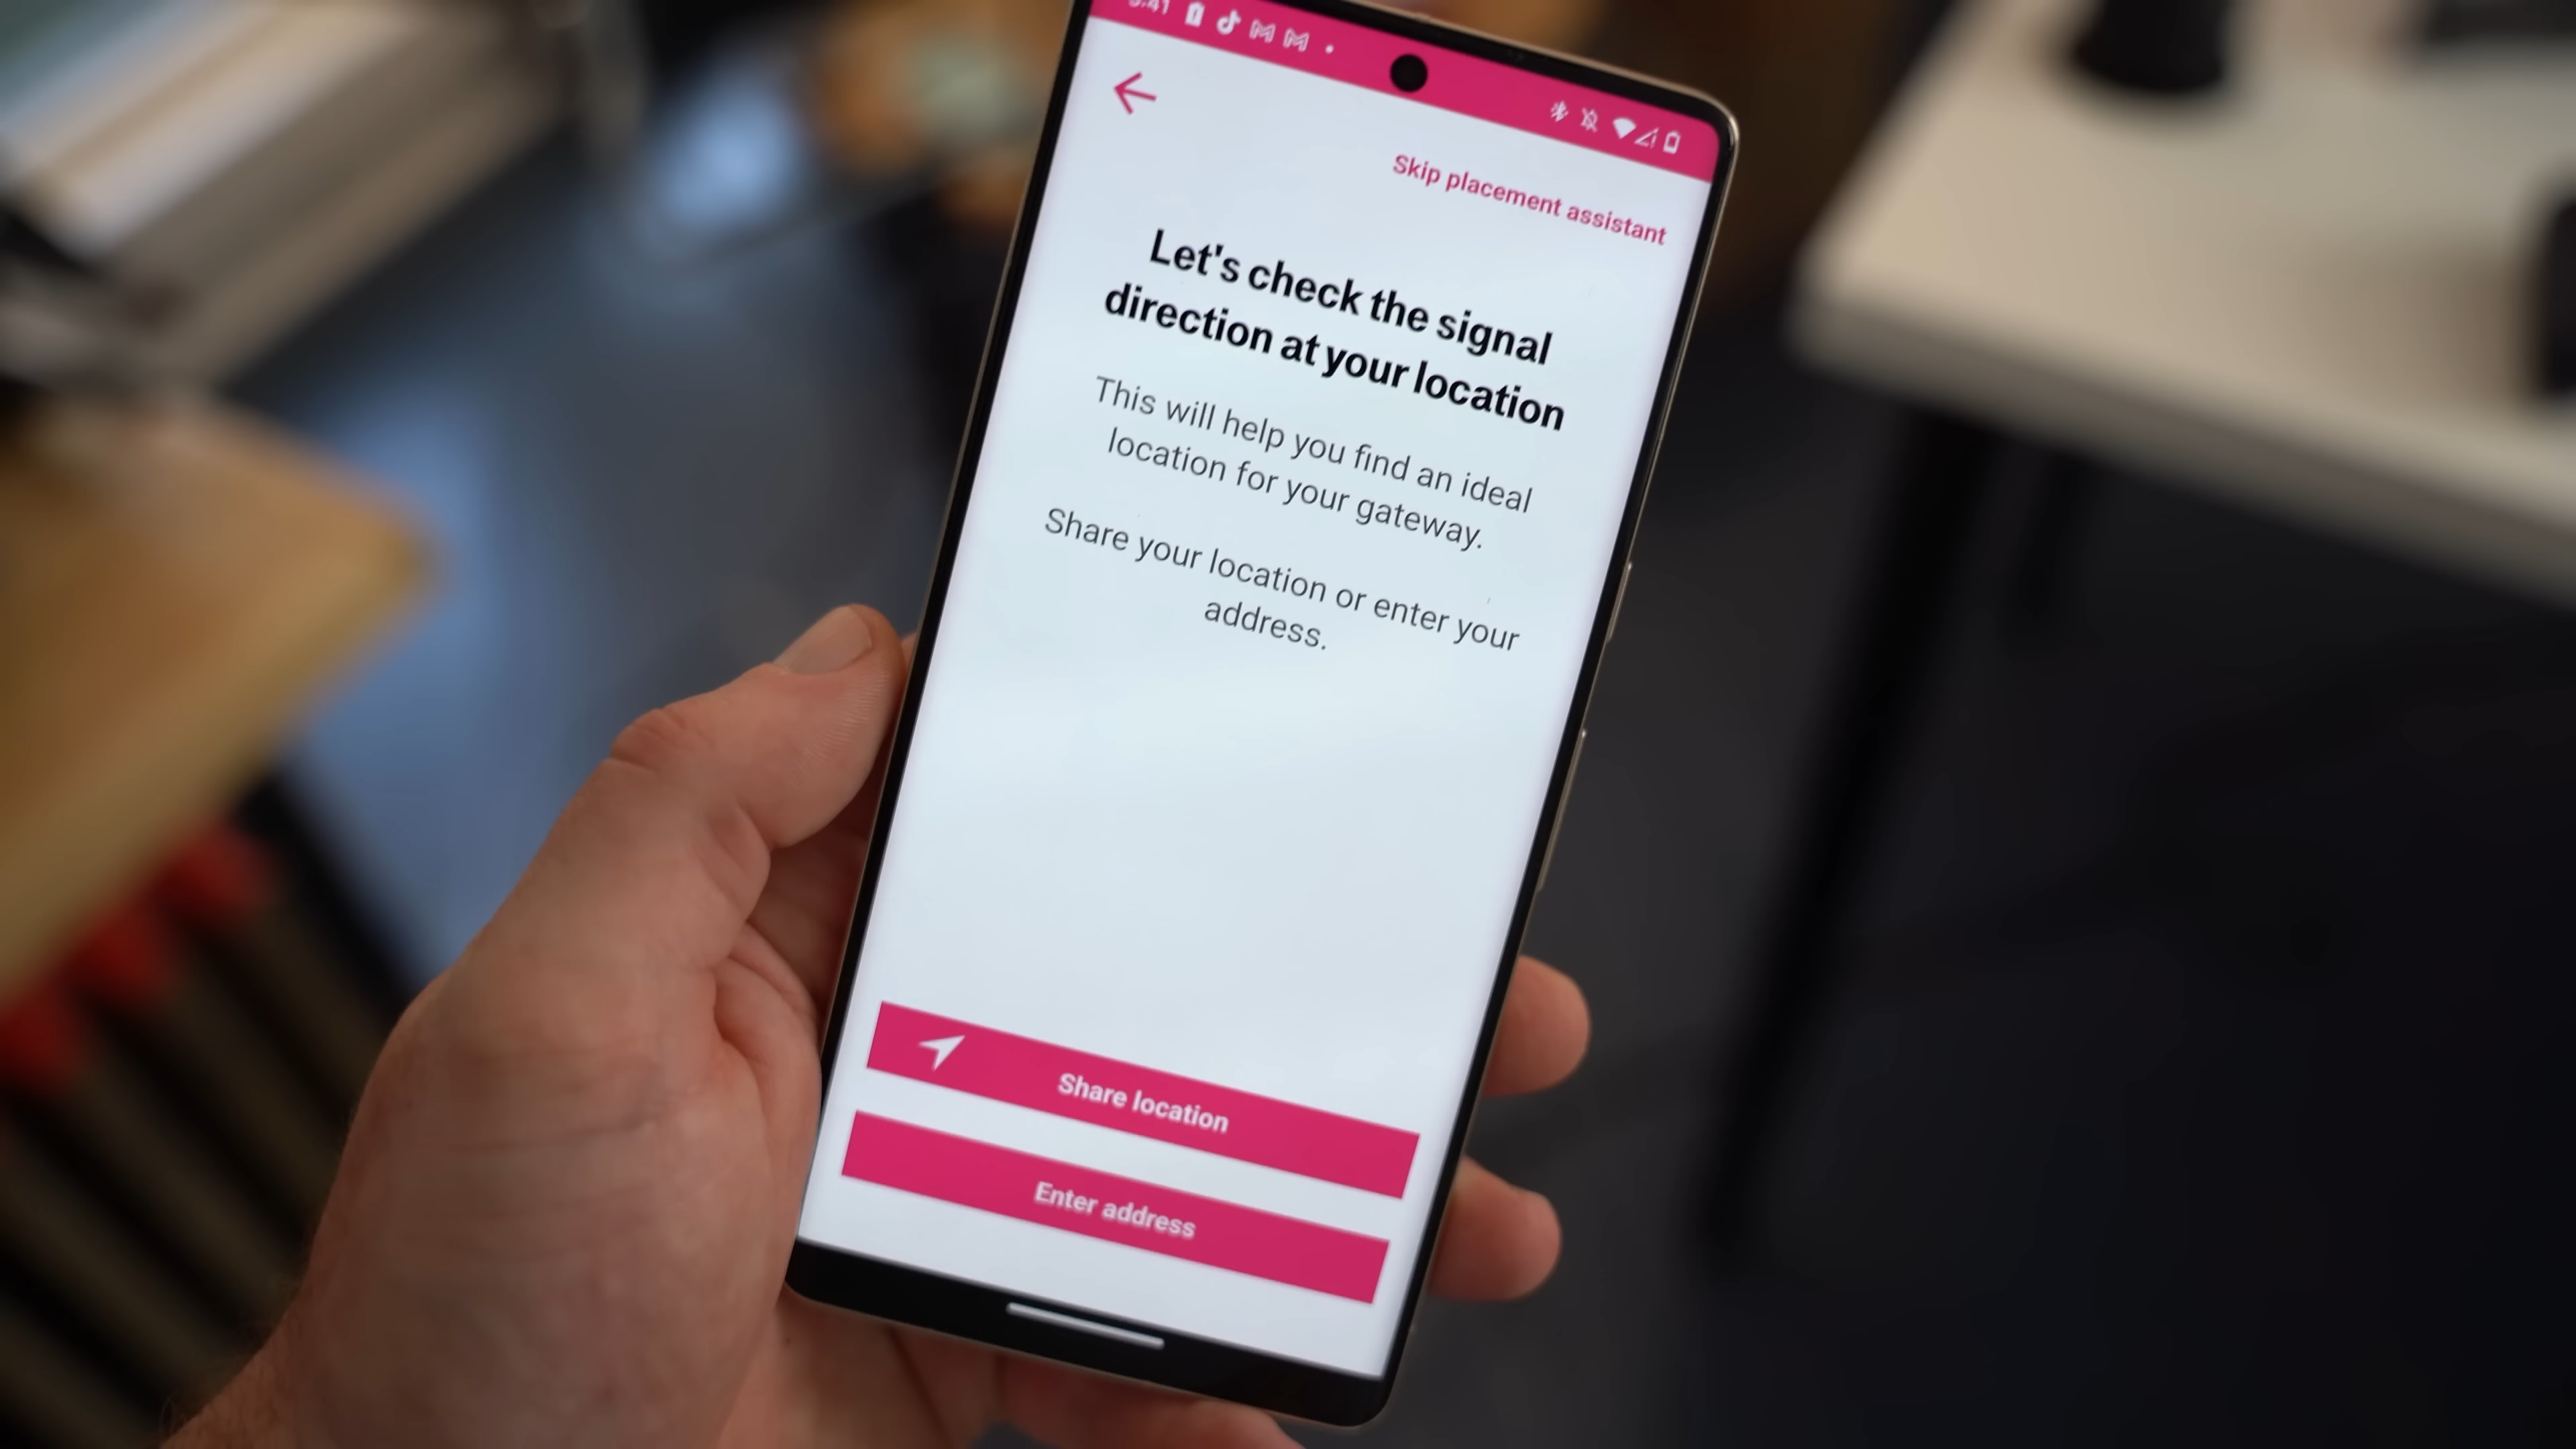 Skip placement assistant
Let's check the signal
direction at your location
This will help you find an ideal
location for your gateway.
Share your location or enter your
address.
Share location
Enter address